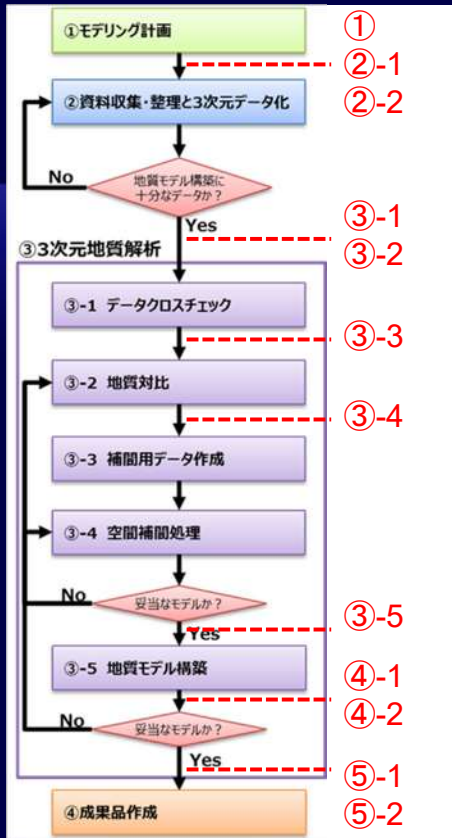 ①モデリング計画
①
②-1
②資料収集・整理と3次元データ化
②-2
No
地質モデル構築に
十分なデータか?
Yes
③-1
③3次元地質解析
③-2
③-1 データクロスチェック
③-3
③-2 地質対比
③-4
③-3 補間用データ作成
③-4 空間補間処理
No
妥当なモデルか?
Yes
③-5
③-5 地質モデル構築
④-1
④-2
No
妥当なモデルか?
Yes
⑤-1
④成果品作成
⑤-2